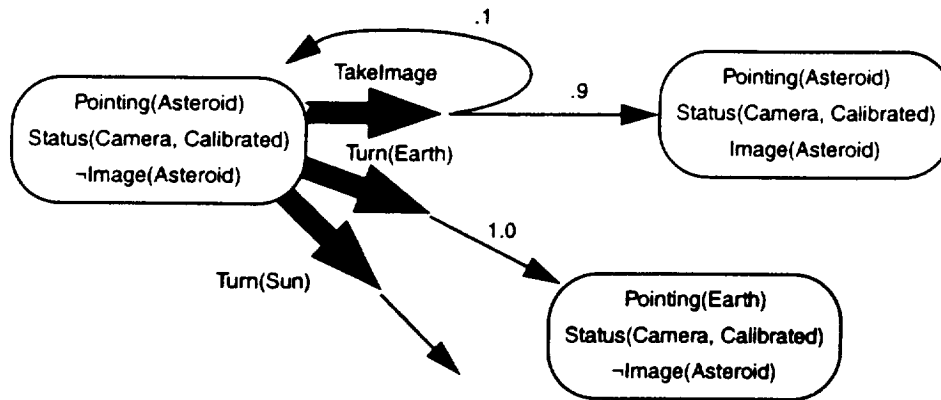 .1
TakeImage
Pointing(Asteroid)
Status(Camera, Calibrated)
¬Image(Asteroid)
.9
Pointing(Asteroid)
Status(Camera, Calibrated)
Image(Asteroid)
Turn(Earth)
1.0
Turn(Sun)
Pointing(Earth)
Status(Camera, Calibrated)
¬Image(Asteroid)